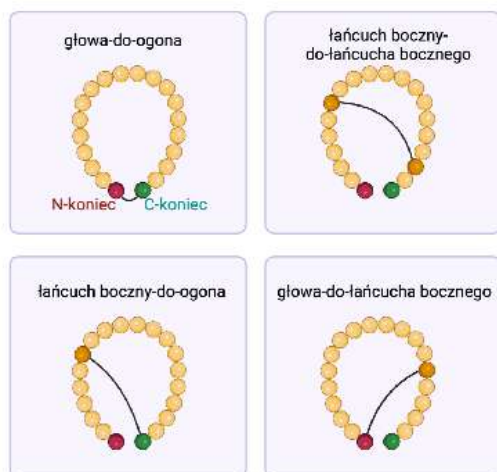 głowa-do-ogona
N-koniec C-koniec
łańcuch boczny-
do-łańcucha bocznego
łańcuch boczny-do-ogona
głowa-do-łańcucha bocznego